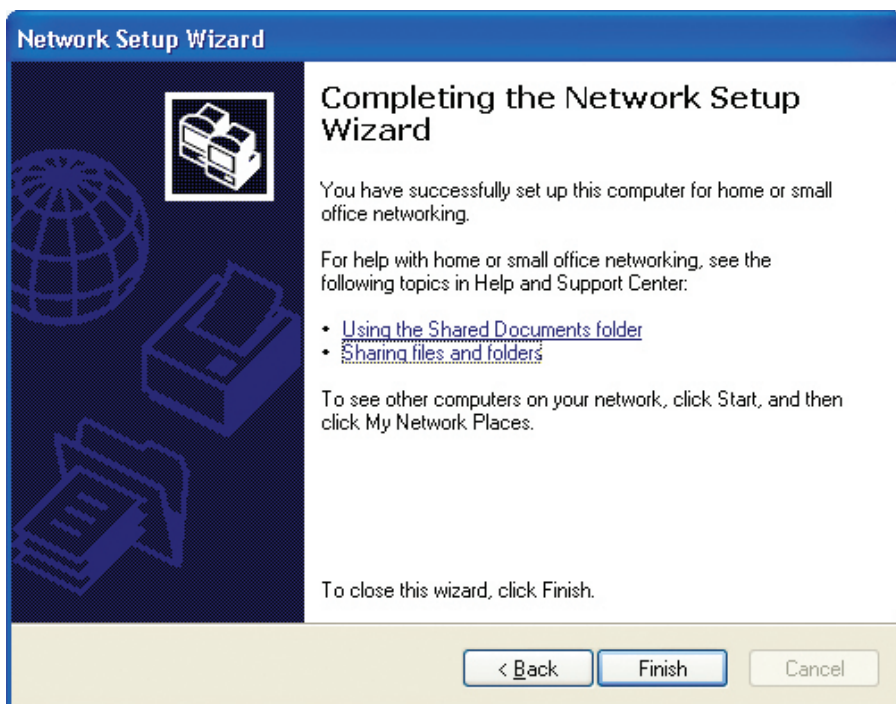 Network Setup Wizard
Completing the Network Setup
Wizard
You have successfully set up this computer for home or small
office networking.
For help with home or small office networking, see the
following topics in Help and Support Center:
• Using the Shared Documents folder
• Sharing files and folders
To see other computers on your network, click Start, and then
click My Network Places.
To close this wizard, click Finish.
< Back
Finish
Cancel